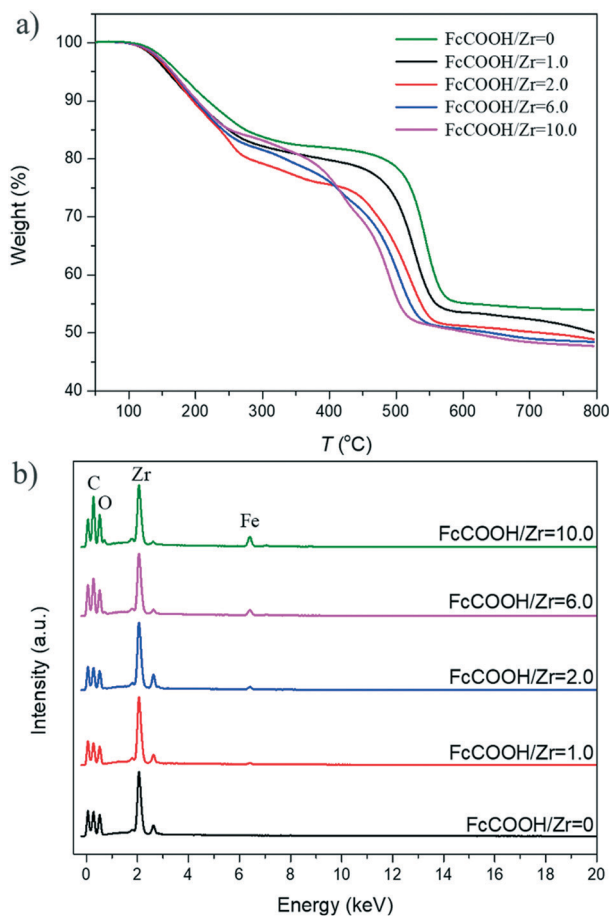 a)
100
90
80
70
60
50
40
Weight (%)
FcCOOH/Zr=0
FcCOOH/Zr=1.0
FcCOOH/Zr=2.0
FcCOOH/Zr=6.0
FcCOOH/Zr=10.0
100 200 300 400 500 600 700 800
T (°C)
b)
Intensity (a.u.)
C
O
Zr
Fe
FcCOOH/Zr=10.0
FcCOOH/Zr=6.0
FcCOOH/Zr=2.0
FcCOOH/Zr=1.0
FcCOOH/Zr=0
0 2 4 6 8 10 12 14 16 18 20
Energy (keV)